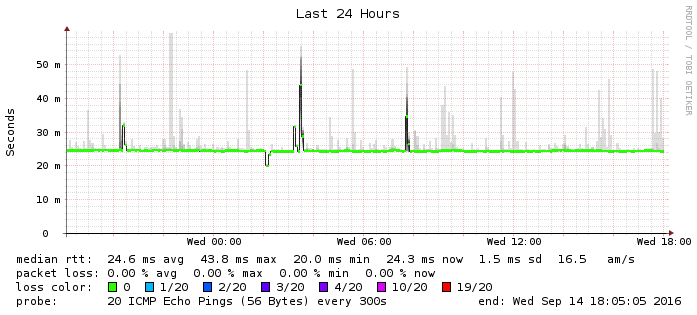 Last 24 Hours
RRDTOOL / TOBI OETIKER
Seconds
50 m
40 m
30 m
20 m
10 m
0
Wed 00:00 Wed 06:00 Wed 12:00 Wed 18:00
median rtt: 24.6 ms avg 43.8 ms max 20.0 ms min 24.3 ms now 1.5 ms sd 16.5 am/s
packet loss: 0.00 % avg 0.00 % max 0.00 % min 0.00 % now
loss color: 0 1/20 2/20 3/20 4/20 10/20 19/20
probe: 20 ICMP Echo Pings (56 Bytes) every 300s end: Wed Sep 14 18:05:05 2016